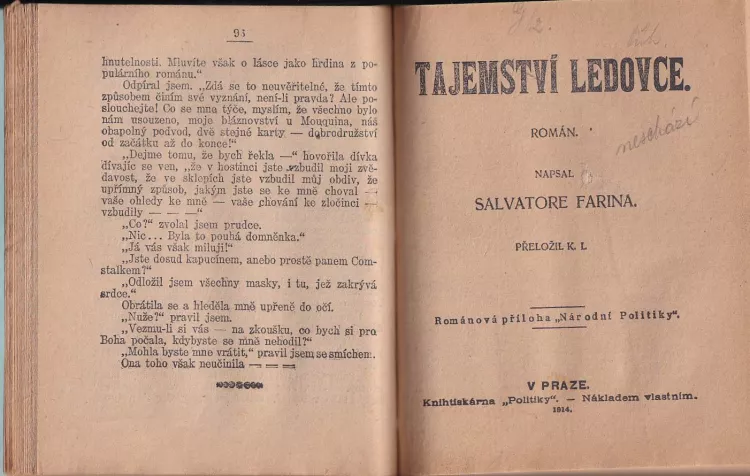 96
hnutelnosti. Mluvíte však o lásce jako hrdina z po-
pulárního románu.“
Odpíral jsem. „Zdá se to neuvěřitelné, že tímto
způsobem činím své vyznání, není-li pravda? Ale po-
slouchejte! Co se mne týče, myslím, že všechno bylo
nám usouzeno, moje bláznovství u Mouquina, náš
obapolný podvod, dvě stejné karty — dobrodružství
od začátku až do konce!“
„Dejme tomu, že bych řekla —“ hovořila dívka
dívajíc se ven, „že v hostinci jste vzbudil moji zvě-
davost, že ve sklepích jste vzbudil můj obdiv, že
upřímný způsob, jakým jste se ke mně choval —
vaše ohledy ke mně — vaše chování ke zločinci —
vzbudily — — —“
„Co?“ zvolal jsem prudce.
„Nic... Byla to pouhá domněnka.“
„Já vás však miluji!“
„Jste dosud kapucínem, anebo prostě panem Com-
stalkem?“
„Odložil jsem všechny masky, i tu, jež zakrývá
srdce.“
Obrátila se a hleděla mně upřeně do očí.
„Nuže?“ pravil jsem.
„Vezmu-li si vás — na zkoušku, co bych si pro
Boha počala, kdybyste se mně nehodil?“
„Mohla byste mne vrátit,“ pravil jsem se smíchem.
Ona toho však neučinila — — —
2.
TAJEMSTVÍ LEDOVCE.
ROMÁN.
neschází
NAPSAL
SALVATORE FARINA.
PŘELOŽIL K. I.
Románová příloha „Národní Politiky“.
V PRAZE.
Knihtiskárna „Politiky“. — Nákladem vlastním.
1914.